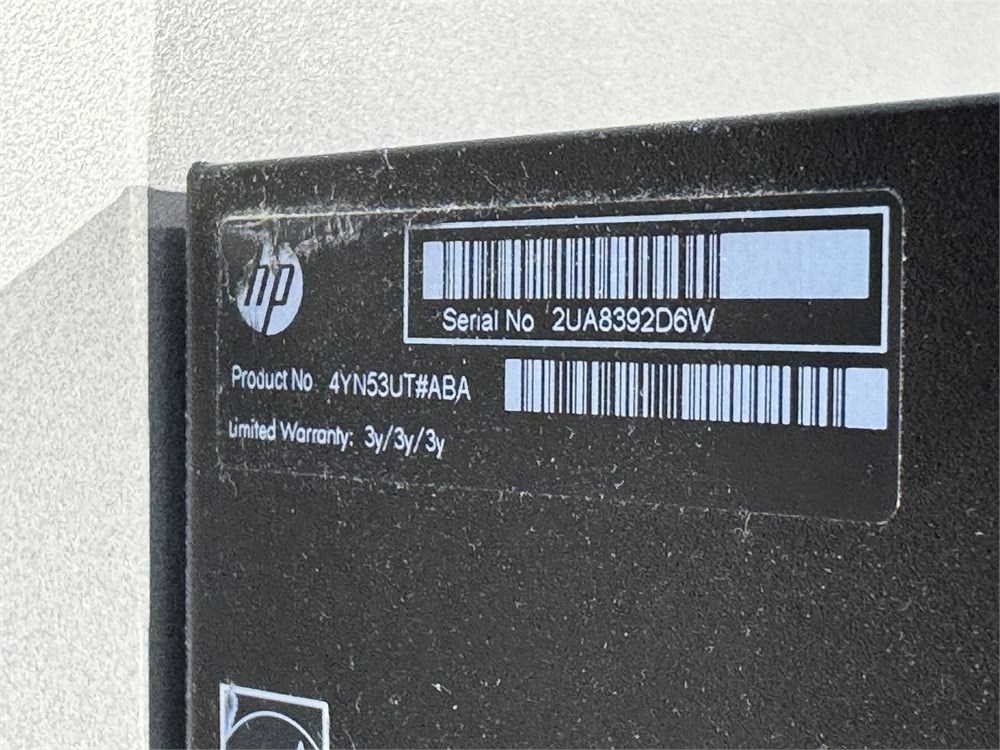 hp
Serial No 2UA8392D6W
Product No 4YN53UT#ABA
Limited Warranty: 3y/3y/3y